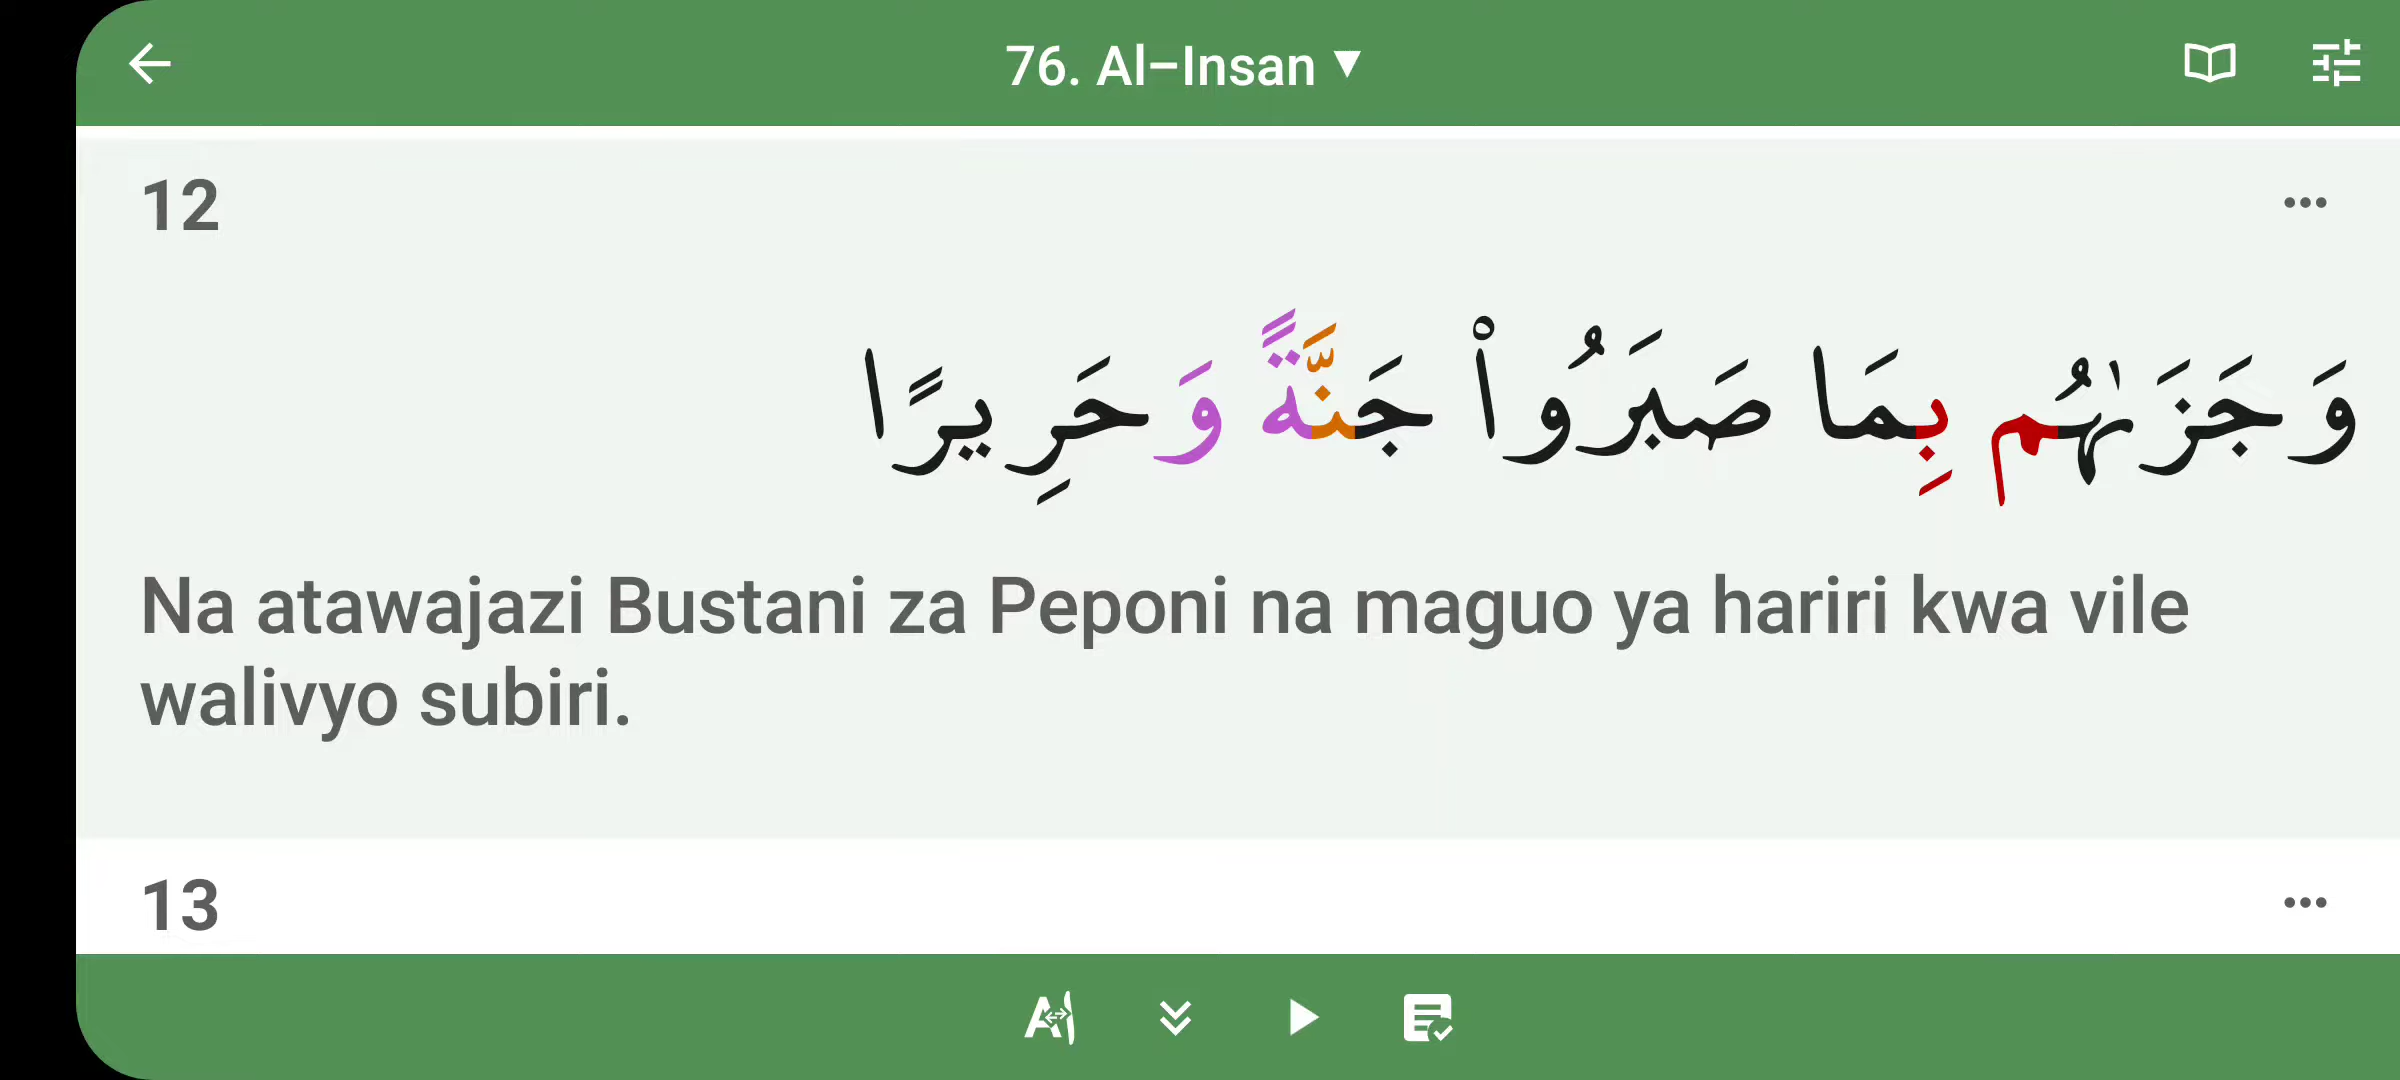 76. Al–Insan ▼
12
وَجَزَىٰهُم بِمَا صَبَرُوا۟ جَنَّةً وَحَرِيرًا
Na atawajazi Bustani za Peponi na maguo ya hariri kwa vile
walivyo subiri.
13